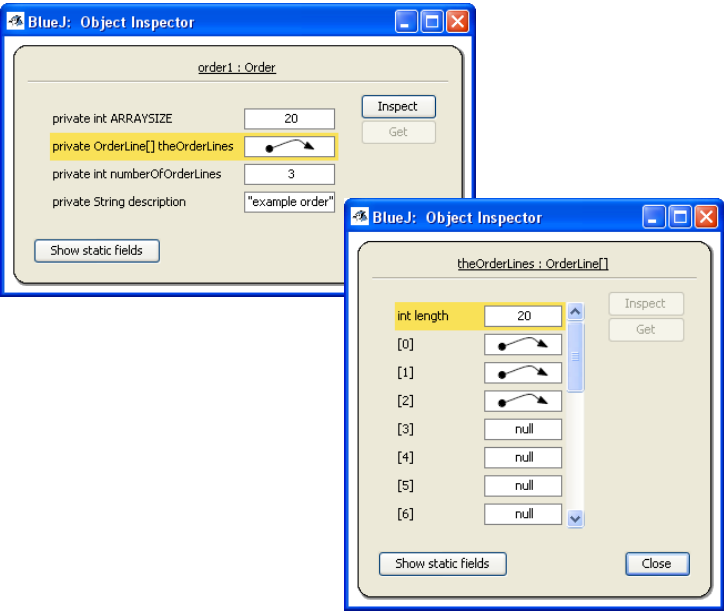 BlueJ: Object Inspector
order1 : Order
private int ARRAYSIZE 20
Inspect
private OrderLine[] theOrderLines
Get
private int numberOfOrderLines 3
private String description "example order"
Show static fields
BlueJ: Object Inspector
theOrderLines : OrderLine[]
int length 20
Inspect
Get
[0]
[1]
[2]
[3] null
[4] null
[5] null
[6] null
Show static fields
Close